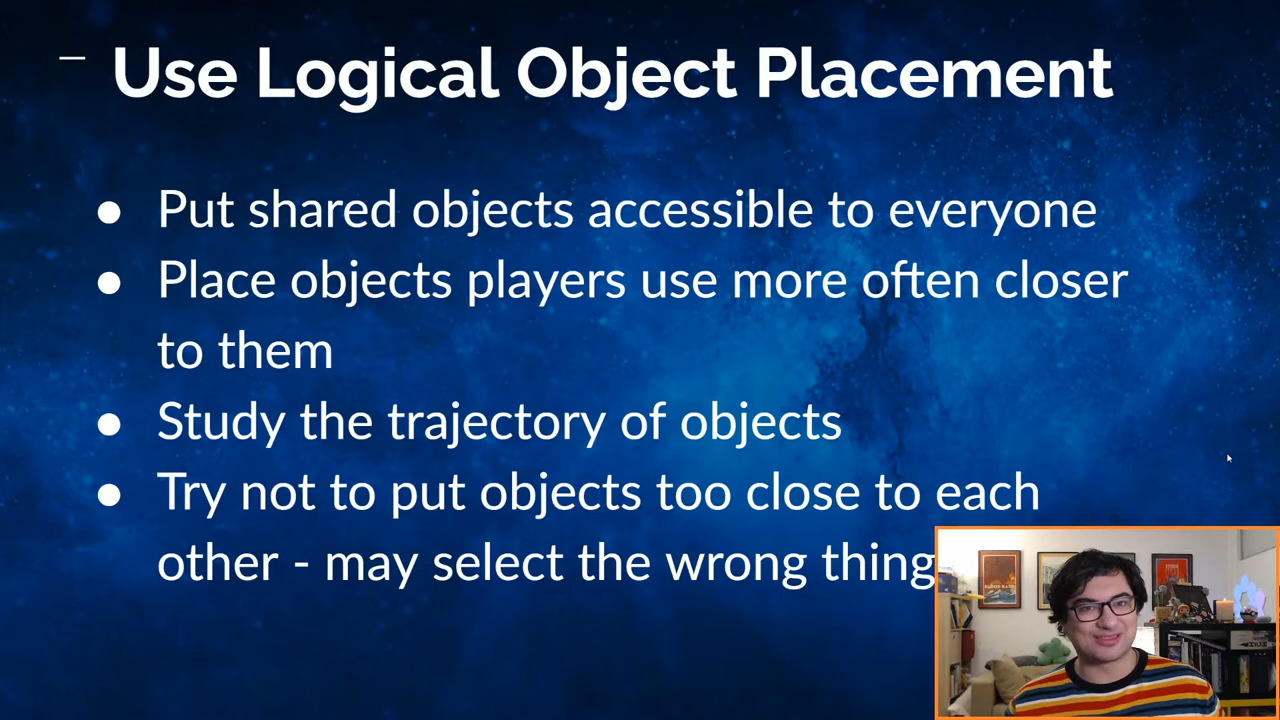 Use Logical Object Placement
● Put shared objects accessible to everyone
● Place objects players use more often closer
to them
● Study the trajectory of objects
● Try not to put objects too close to each
other - may select the wrong thing